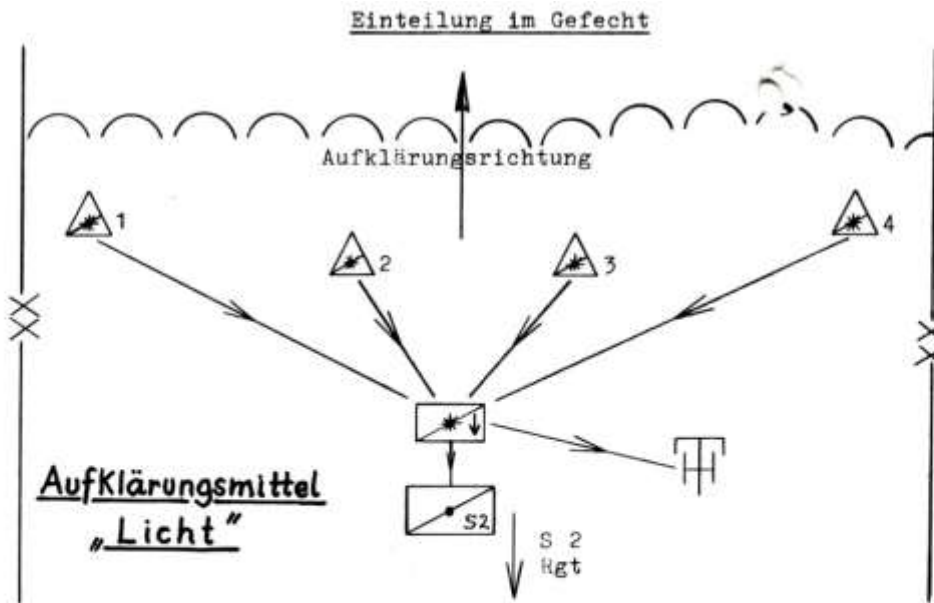 Einteilung im Gefecht
Aufklärungsrichtung
1
4
2
3
Aufklärungsmittel
„Licht“
S2
S 2
Rgt